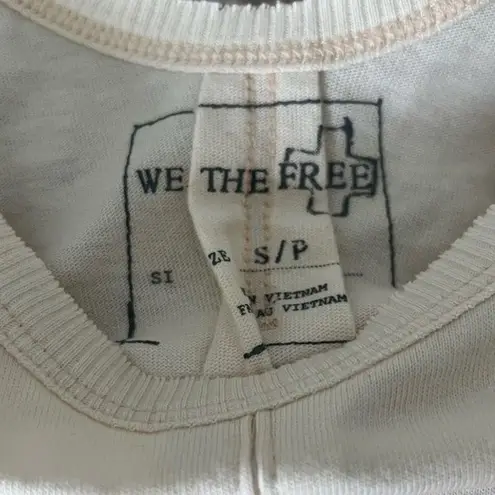 WE THE FREE
SI ZE S/P
VIETNAM
VIETNAM